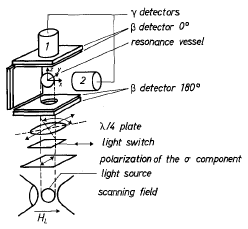 γ detectors
β detector 0°
resonance vessel
1
2
β detector 180°
λ/4 plate
light switch
polarization of the σ component
light source
scanning field
H_L